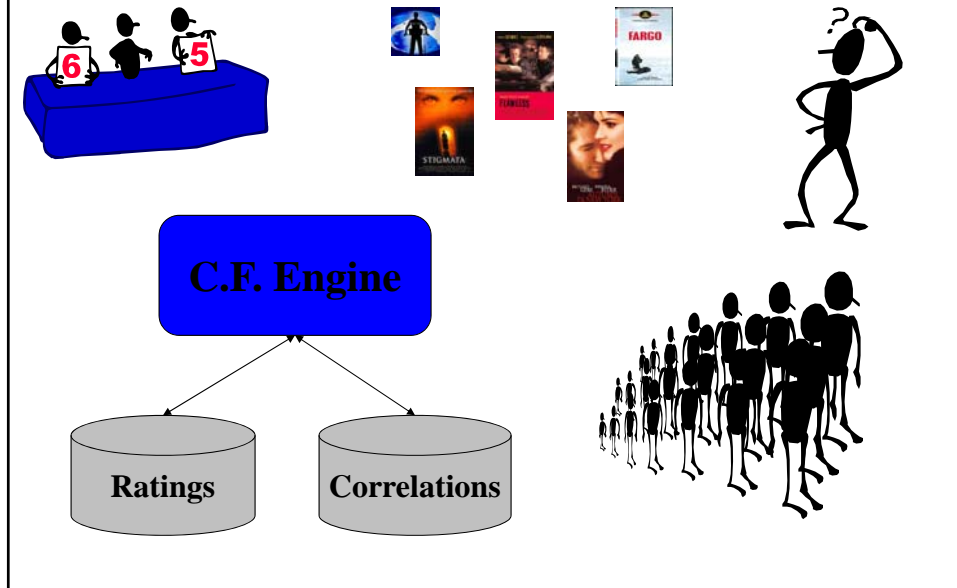 6
5
?
FARGO
FLAWLESS
STIGMATA
C.F. Engine
Ratings
Correlations